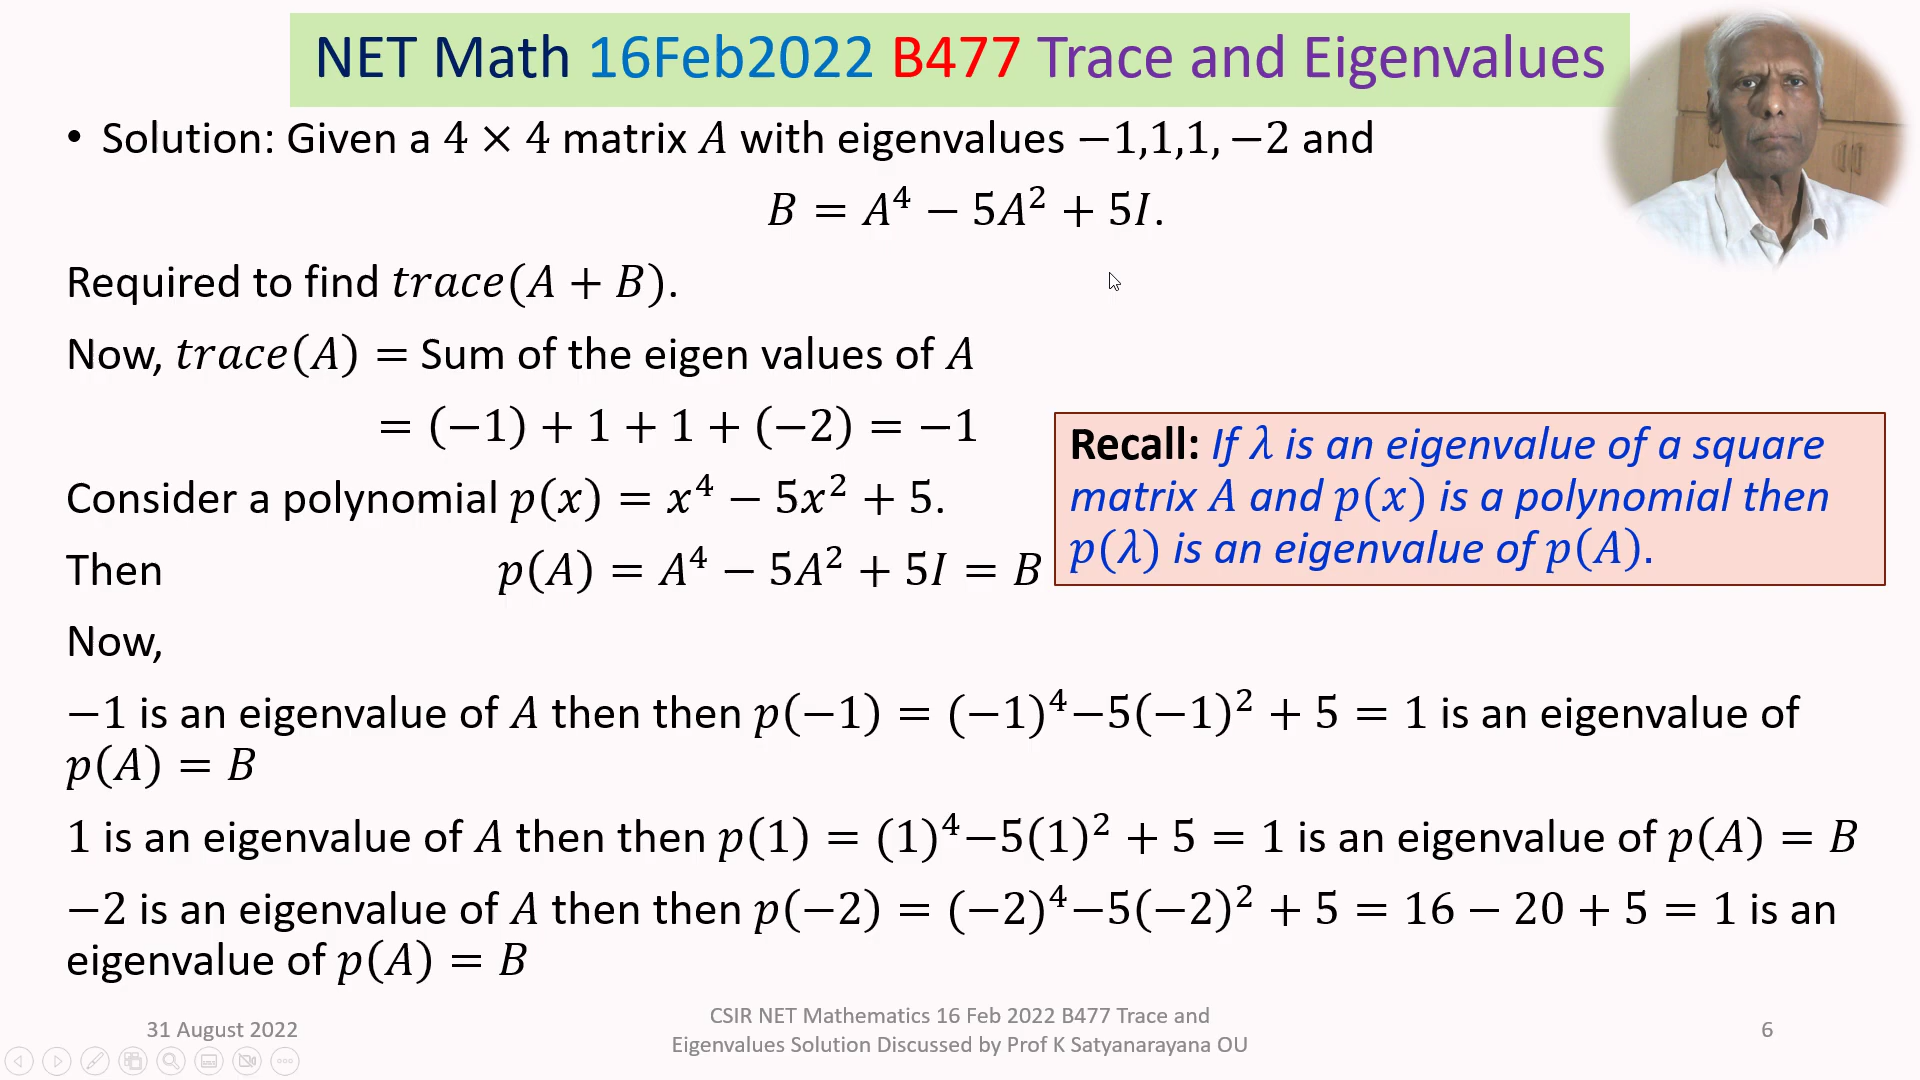 NET Math 16Feb2022 B477 Trace and Eigenvalues
• Solution: Given a 4 × 4 matrix A with eigenvalues −1,1,1, −2 and
B = A⁴ − 5A² + 5I.
Required to find trace(A + B).
Now, trace(A) = Sum of the eigen values of A
= (−1) + 1 + 1 + (−2) = −1
Consider a polynomial p(x) = x⁴ − 5x² + 5.
Then p(A) = A⁴ − 5A² + 5I = B
Recall: If λ is an eigenvalue of a square
matrix A and p(x) is a polynomial then
p(λ) is an eigenvalue of p(A).
Now,
−1 is an eigenvalue of A then then p(−1) = (−1)⁴−5(−1)² + 5 = 1 is an eigenvalue of
p(A) = B
1 is an eigenvalue of A then then p(1) = (1)⁴−5(1)² + 5 = 1 is an eigenvalue of p(A) = B
−2 is an eigenvalue of A then then p(−2) = (−2)⁴−5(−2)² + 5 = 16 − 20 + 5 = 1 is an
eigenvalue of p(A) = B
31 August 2022
CSIR NET Mathematics 16 Feb 2022 B477 Trace and
Eigenvalues Solution Discussed by Prof K Satyanarayana OU
6